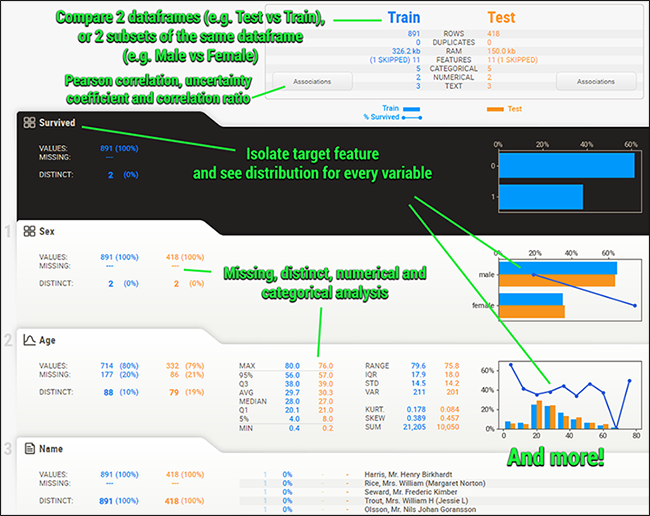 Compare 2 dataframes (e.g. Test vs Train),
or 2 subsets of the same dataframe
(e.g. Male vs Female)
Pearson correlation, uncertainty
coefficient and correlation ratio
Train Test
891 ROWS 418
0 DUPLICATES 0
326.2 kb RAM 150.0 kb
(1 SKIPPED) 11 FEATURES 11 (1 SKIPPED)
5 CATEGORICAL 5
2 NUMERICAL 2
3 TEXT 3
Associations Associations
Train Test
% Survived
Survived
VALUES: 891 (100%)
MISSING: ---
DISTINCT: 2 (0%)
Isolate target feature
and see distribution for every variable
0% 20% 40% 60%
0
1
1 Sex
VALUES: 891 (100%) 418 (100%)
MISSING: --- ---
DISTINCT: 2 (0%) 2 (0%)
Missing, distinct, numerical and
categorical analysis
20% 40% 60%
male
female
0% 20% 40% 60%
2 Age
VALUES: 714 (80%) 332 (79%)
MISSING: 177 (20%) 86 (21%)
DISTINCT: 88 (10%) 79 (19%)
MAX 80.0 76.0
95% 56.0 57.0
Q3 38.0 39.0
AVG 29.7 30.3
MEDIAN 28.0 27.0
Q1 20.1 21.0
5% 4.0 8.0
MIN 0.4 0.2
RANGE 79.6 75.8
IQR 17.9 18.0
STD 14.5 14.2
VAR 211 201
KURT. 0.178 0.084
SKEW 0.389 0.457
SUM 21,205 10,050
60%
40%
20%
0%
0 10 20 30 40 50 60 70 80
And more!
3 Name
VALUES: 891 (100%) 418 (100%)
MISSING: --- ---
DISTINCT: 891 (100%) 418 (100%)
1 0% - - Harris, Mr. Henry Birkhardt
1 0% - - Rice, Mrs. William (Margaret Norton)
1 0% - - Seward, Mr. Frederic Kimber
1 0% - - Trout, Mrs. William H (Jessie L)
1 0% - - Olsson, Mr. Nils Johan Goransson